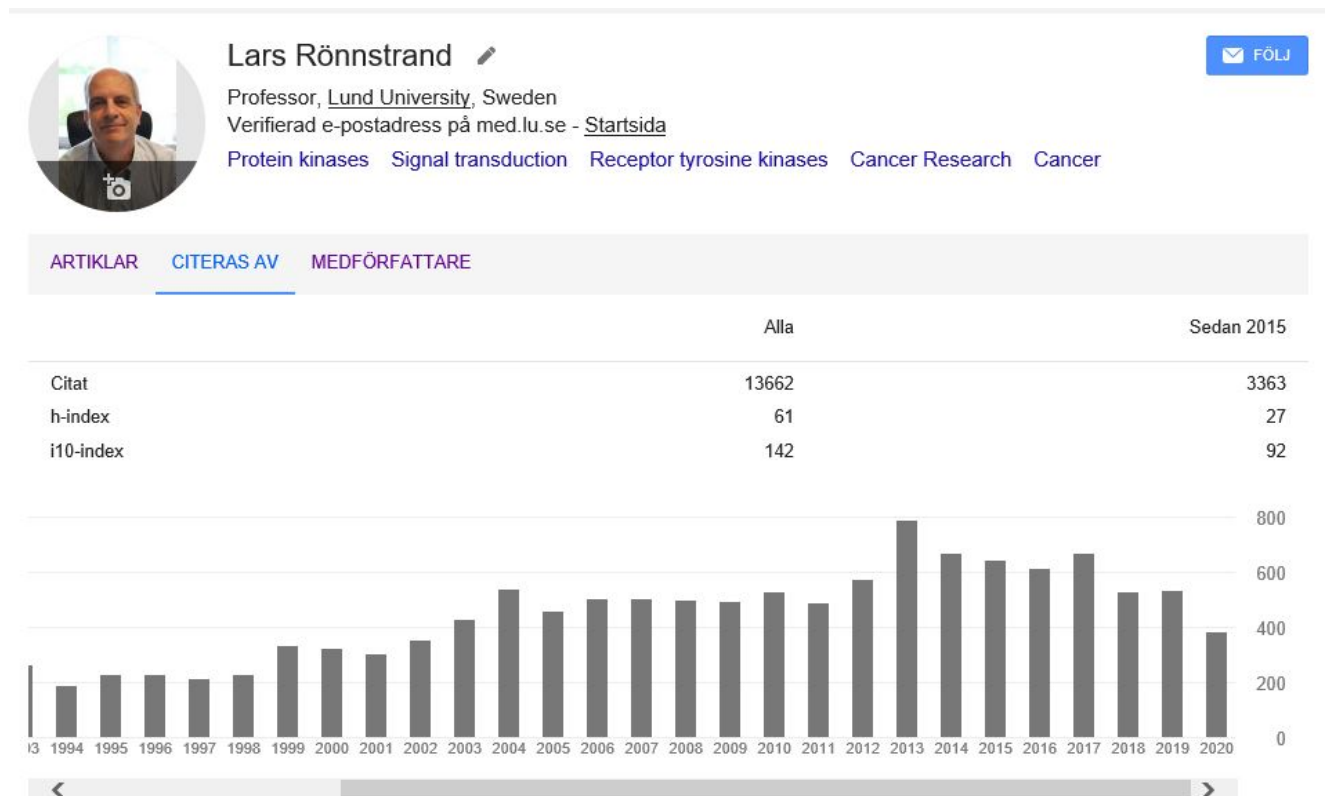 Lars Rönnstrand
FÖLJ
Professor, Lund University, Sweden
Verifierad e-postadress på med.lu.se - Startsida
Protein kinases Signal transduction Receptor tyrosine kinases Cancer Research Cancer
ARTIKLAR CITERAS AV MEDFÖRFATTARE
Alla Sedan 2015
Citat 13662 3363
h-index 61 27
i10-index 142 92
800
600
400
200
0
1994 1995 1996 1997 1998 1999 2000 2001 2002 2003 2004 2005 2006 2007 2008 2009 2010 2011 2012 2013 2014 2015 2016 2017 2018 2019 2020